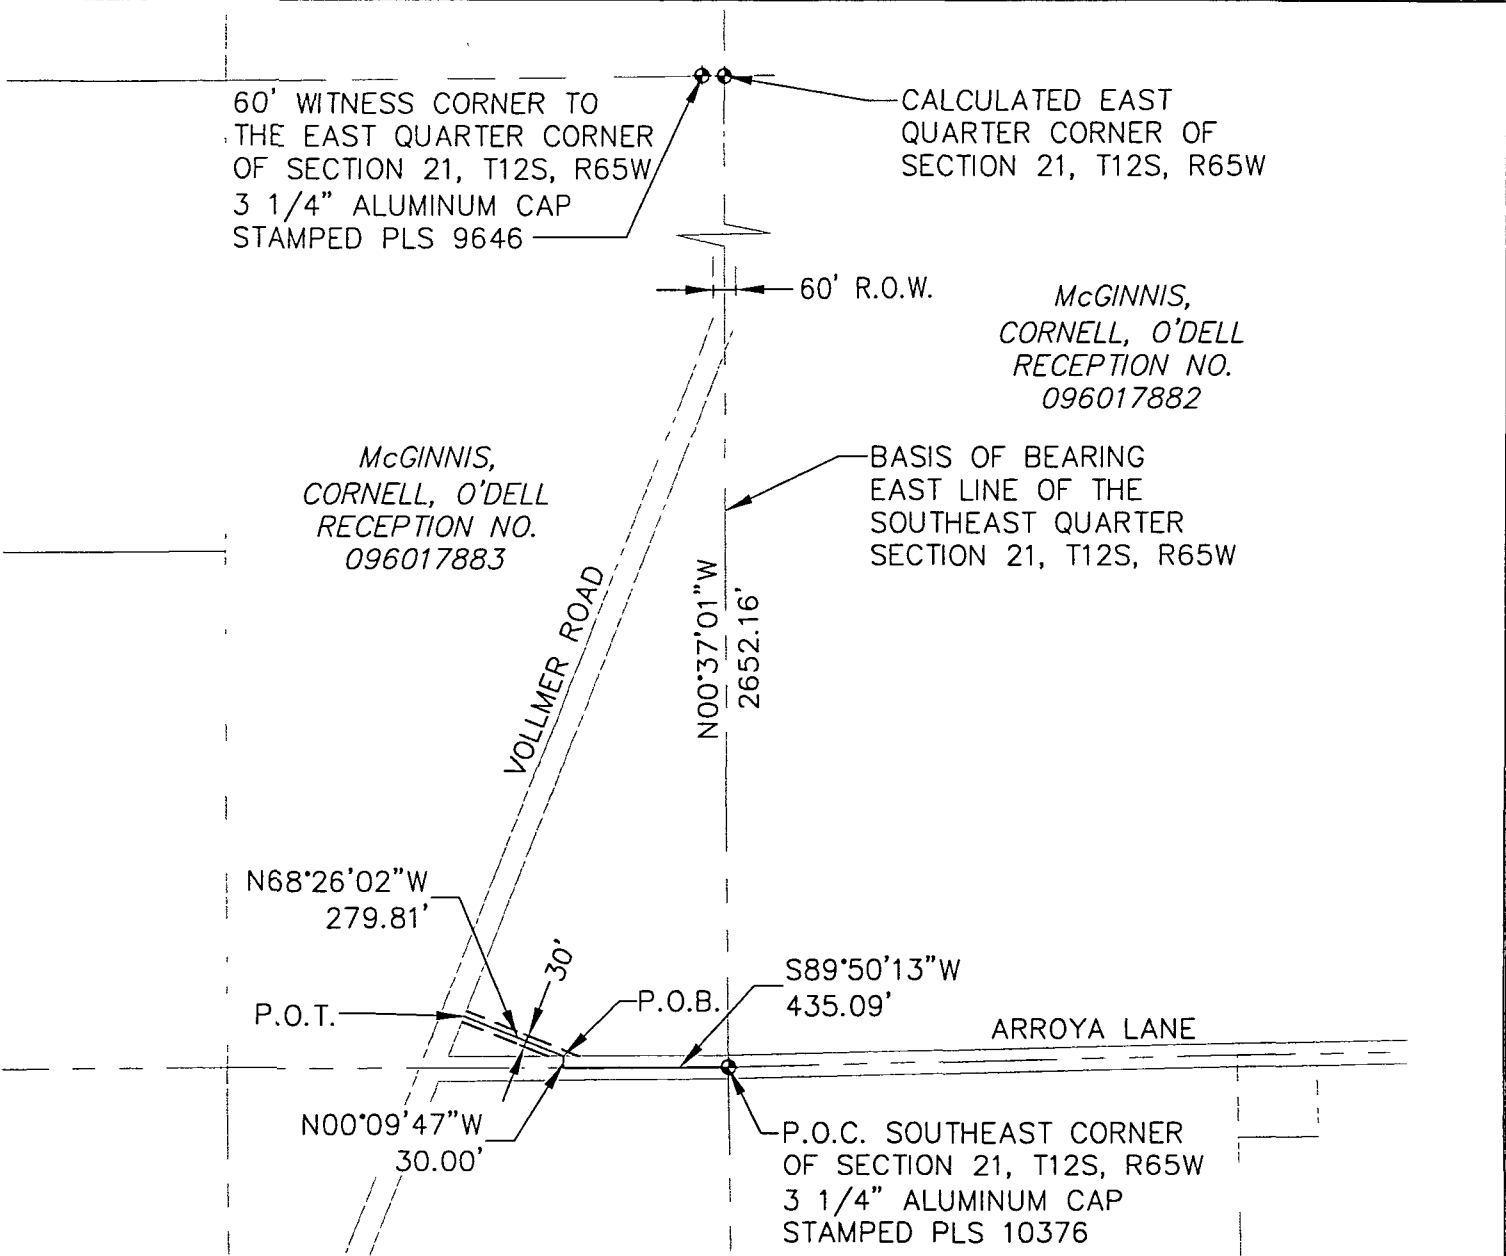 60' WITNESS CORNER TO
THE EAST QUARTER CORNER
OF SECTION 21, T12S, R65W
3 1/4" ALUMINUM CAP
STAMPED PLS 9646
CALCULATED EAST
QUARTER CORNER OF
SECTION 21, T12S, R65W
60' R.O.W.
McGINNIS,
CORNELL, O'DELL
RECEPTION NO.
096017882
McGINNIS,
CORNELL, O'DELL
RECEPTION NO.
096017883
BASIS OF BEARING
EAST LINE OF THE
SOUTHEAST QUARTER
SECTION 21, T12S, R65W
VOLLMER ROAD
N00°37'01"W
2652.16'
N68°26'02"W
279.81'
30'
P.O.T.
P.O.B.
S89°50'13"W
435.09'
ARROYA LANE
N00°09'47"W
30.00'
P.O.C. SOUTHEAST CORNER
OF SECTION 21, T12S, R65W
3 1/4" ALUMINUM CAP
STAMPED PLS 10376